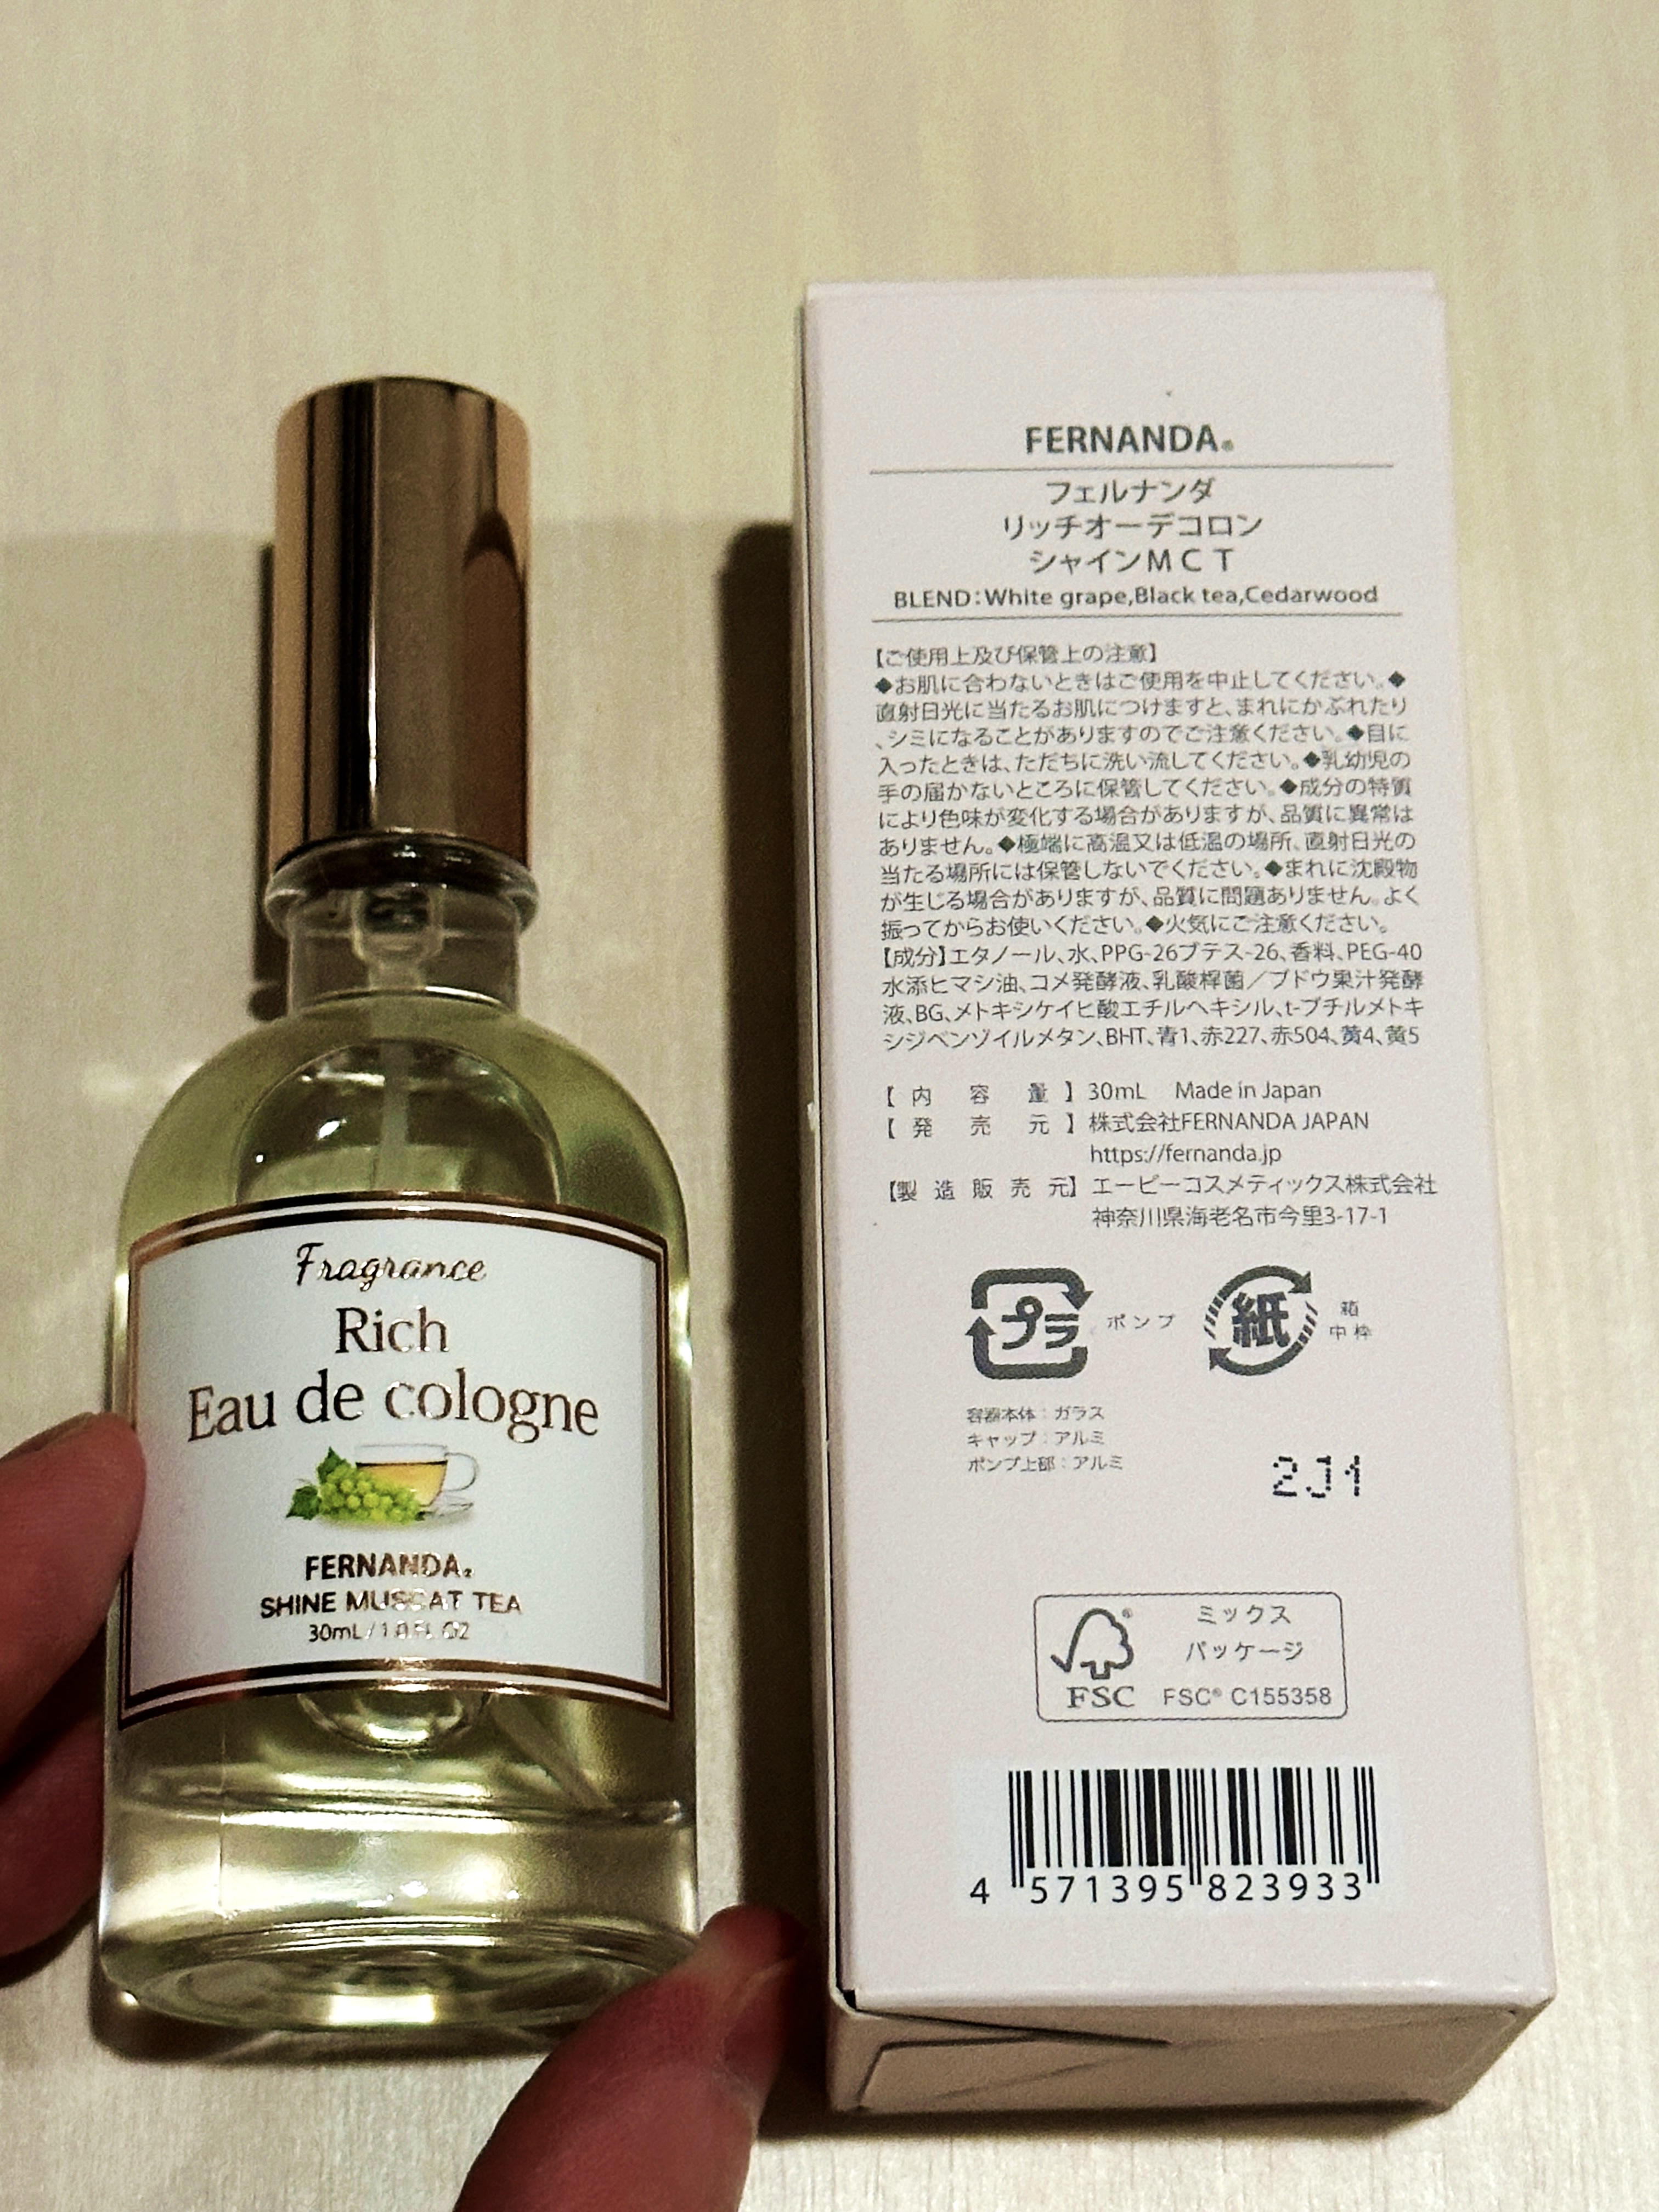 Fragrance
Rich
Eau de cologne
FERNANDA.
SHINE MUSCAT TEA
30mL / 1.0 FL OZ
FERNANDA®
フェルナンダ
リッチオーデコロン
シャインMCT
BLEND:White grape,Black tea,Cedarwood
【ご使用上及び保管上の注意】
◆お肌に合わないときはご使用を中止してください。◆
直射日光に当たるお肌につけますと、まれにかぶれたり
、シミになることがありますのでご注意ください。◆目に
入ったときは、ただちに洗い流してください。◆乳幼児の
手の届かないところに保管してください。◆成分の特質
により色味が変化する場合がありますが、品質に異常は
ありません。◆極端に高温又は低温の場所、直射日光の
当たる場所には保管しないでください。◆まれに沈殿物
が生じる場合がありますが、品質に問題ありません。よく
振ってからお使いください。◆火気にご注意ください。
【成分】エタノール、水、PPG-26ブテス-26、香料、PEG-40
水添ヒマシ油、コメ発酵液、乳酸桿菌／ブドウ果汁発酵
液、BG、メトキシケイヒ酸エチルヘキシル、t-ブチルメトキ
シジベンゾイルメタン、BHT、青1、赤227、赤504、黄4、黄5
【内容量】30mL Made in Japan
【発売元】株式会社FERNANDA JAPAN
https://fernanda.jp
【製造販売元】エーピーコスメティックス株式会社
神奈川県海老名市今里3-17-1
プラ ポンプ
紙 箱
中枠
容器本体：ガラス
キャップ：アルミ
ポンプ上部：アルミ
2J1
ミックス
パッケージ
FSC FSC® C155358
4 571395 823933